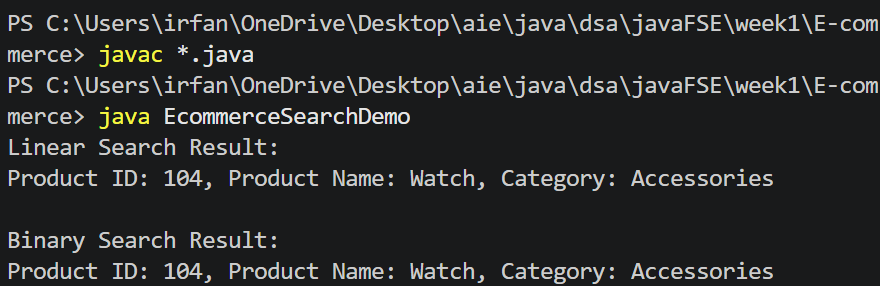 PS C:\Users\irfan\OneDrive\Desktop\aie\java\dsa\javaFSE\week1\E-com
merce> javac *.java
PS C:\Users\irfan\OneDrive\Desktop\aie\java\dsa\javaFSE\week1\E-com
merce> java EcommerceSearchDemo
Linear Search Result:
Product ID: 104, Product Name: Watch, Category: Accessories

Binary Search Result:
Product ID: 104, Product Name: Watch, Category: Accessories